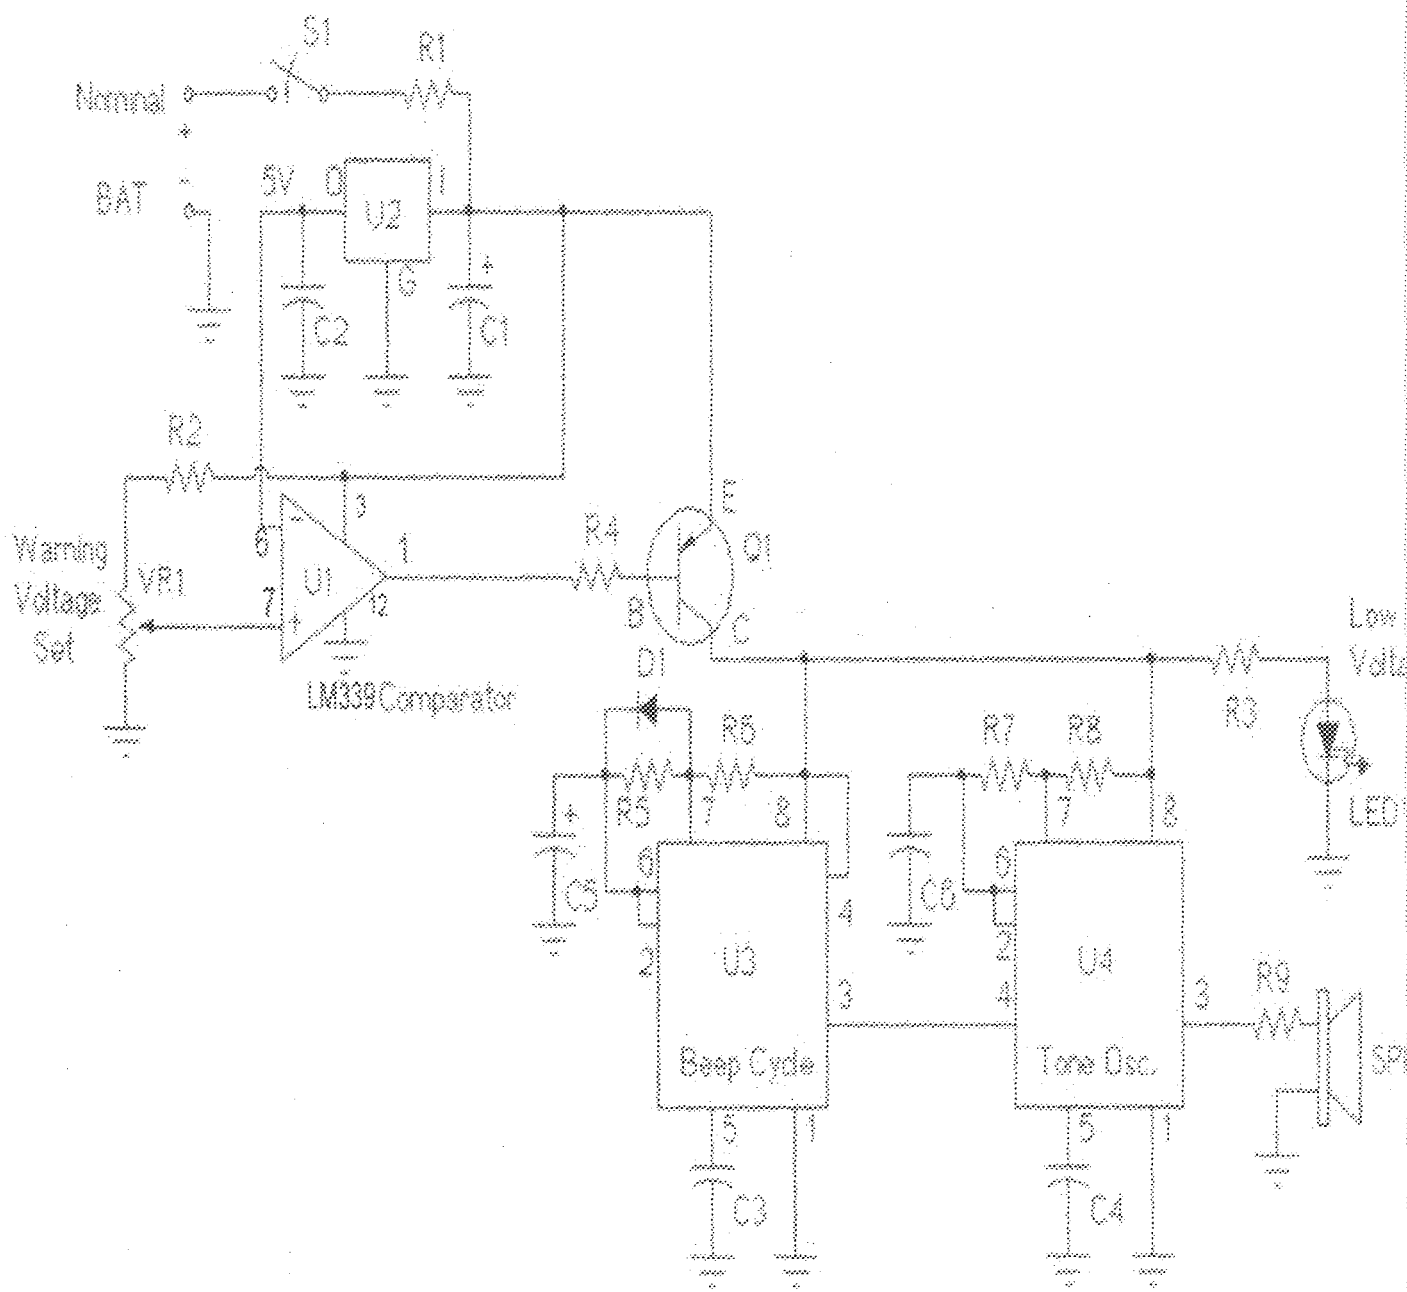 S1
R1
Nominal
+
-
BAT
5V
O
I
U2
G
+
C2
C1
R2
3
E
-
6
R4
Q1
1
Warning
Voltage
Set
VR1
U1
7
+
12
B
C
LM339 Comparator
D1
Low
R3
R6
R7
R8
+
R5
7
8
7
8
6
C5
6
C6
4
2
U3
2
U4
3
4
3
R9
Beep Cycle
Tone Osc.
5
1
5
1
C3
C4